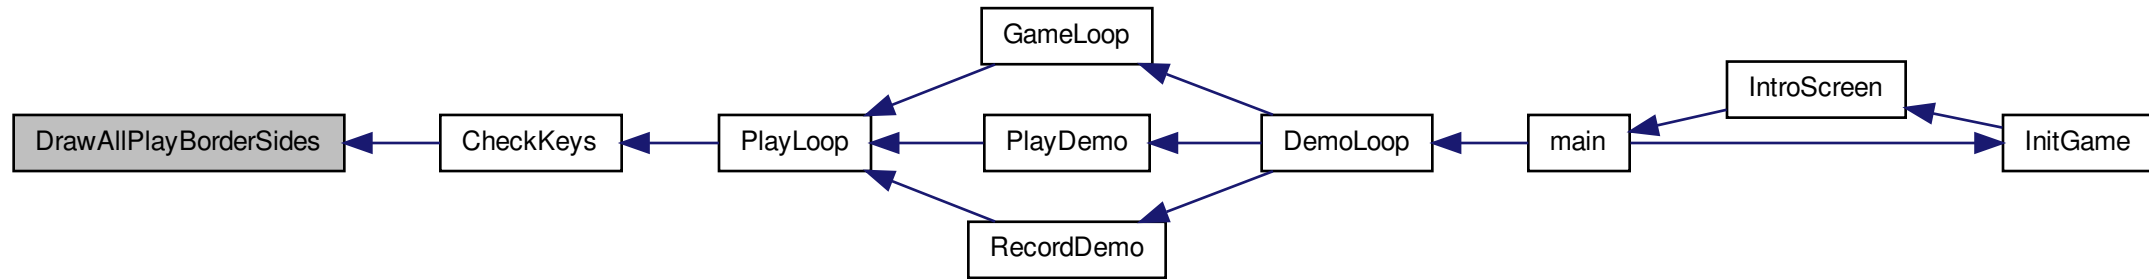 DrawAllPlayBorderSides
CheckKeys
PlayLoop
GameLoop
PlayDemo
RecordDemo
DemoLoop
main
IntroScreen
InitGame